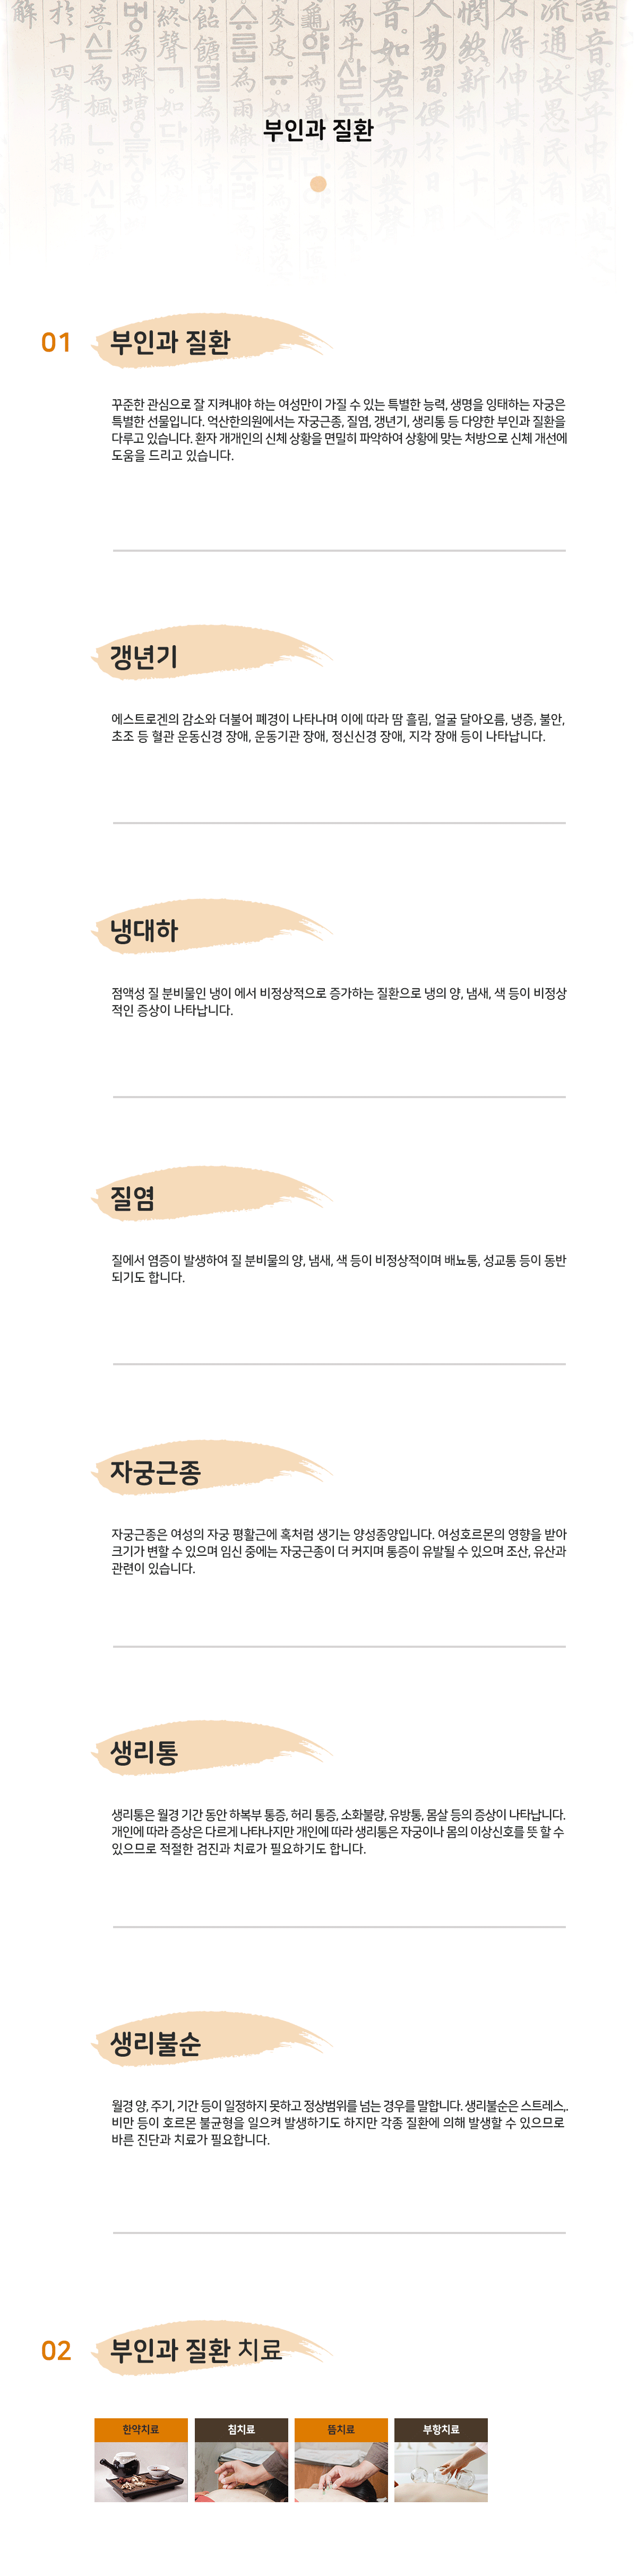 부인과 질환
01
부인과 질환
꾸준한 관심으로 잘 지켜내야 하는 여성만이 가질 수 있는 특별한 능력, 생명을 잉태하는 자궁은
특별한 선물입니다. 억산한의원에서는 자궁근종, 질염, 갱년기, 생리통 등 다양한 부인과 질환을
다루고 있습니다. 환자 개개인의 신체 상황을 면밀히 파악하여 상황에 맞는 처방으로 신체 개선에
도움을 드리고 있습니다.
갱년기
에스트로겐의 감소와 더불어 폐경이 나타나며 이에 따라 땀 흘림, 얼굴 달아오름, 냉증, 불안,
초조 등 혈관 운동신경 장애, 운동기관 장애, 정신신경 장애, 지각 장애 등이 나타납니다.
냉대하
점액성 질 분비물인 냉이 에서 비정상적으로 증가하는 질환으로 냉의 양, 냄새, 색 등이 비정상
적인 증상이 나타납니다.
질염
질에서 염증이 발생하여 질 분비물의 양, 냄새, 색 등이 비정상적이며 배뇨통, 성교통 등이 동반
되기도 합니다.
자궁근종
자궁근종은 여성의 자궁 평활근에 혹처럼 생기는 양성종양입니다. 여성호르몬의 영향을 받아
크기가 변할 수 있으며 임신 중에는 자궁근종이 더 커지며 통증이 유발될 수 있으며 조산, 유산과
관련이 있습니다.
생리통
생리통은 월경 기간 동안 하복부 통증, 허리 통증, 소화불량, 유방통, 몸살 등의 증상이 나타납니다.
개인에 따라 증상은 다르게 나타나지만 개인에 따라 생리통은 자궁이나 몸의 이상신호를 뜻 할 수
있으므로 적절한 검진과 치료가 필요하기도 합니다.
생리불순
월경 양, 주기, 기간 등이 일정하지 못하고 정상범위를 넘는 경우를 말합니다. 생리불순은 스트레스,.
비만 등이 호르몬 불균형을 일으켜 발생하기도 하지만 각종 질환에 의해 발생할 수 있으므로
바른 진단과 치료가 필요합니다.
02
부인과 질환 치료
한약치료
침치료
뜸치료
부항치료